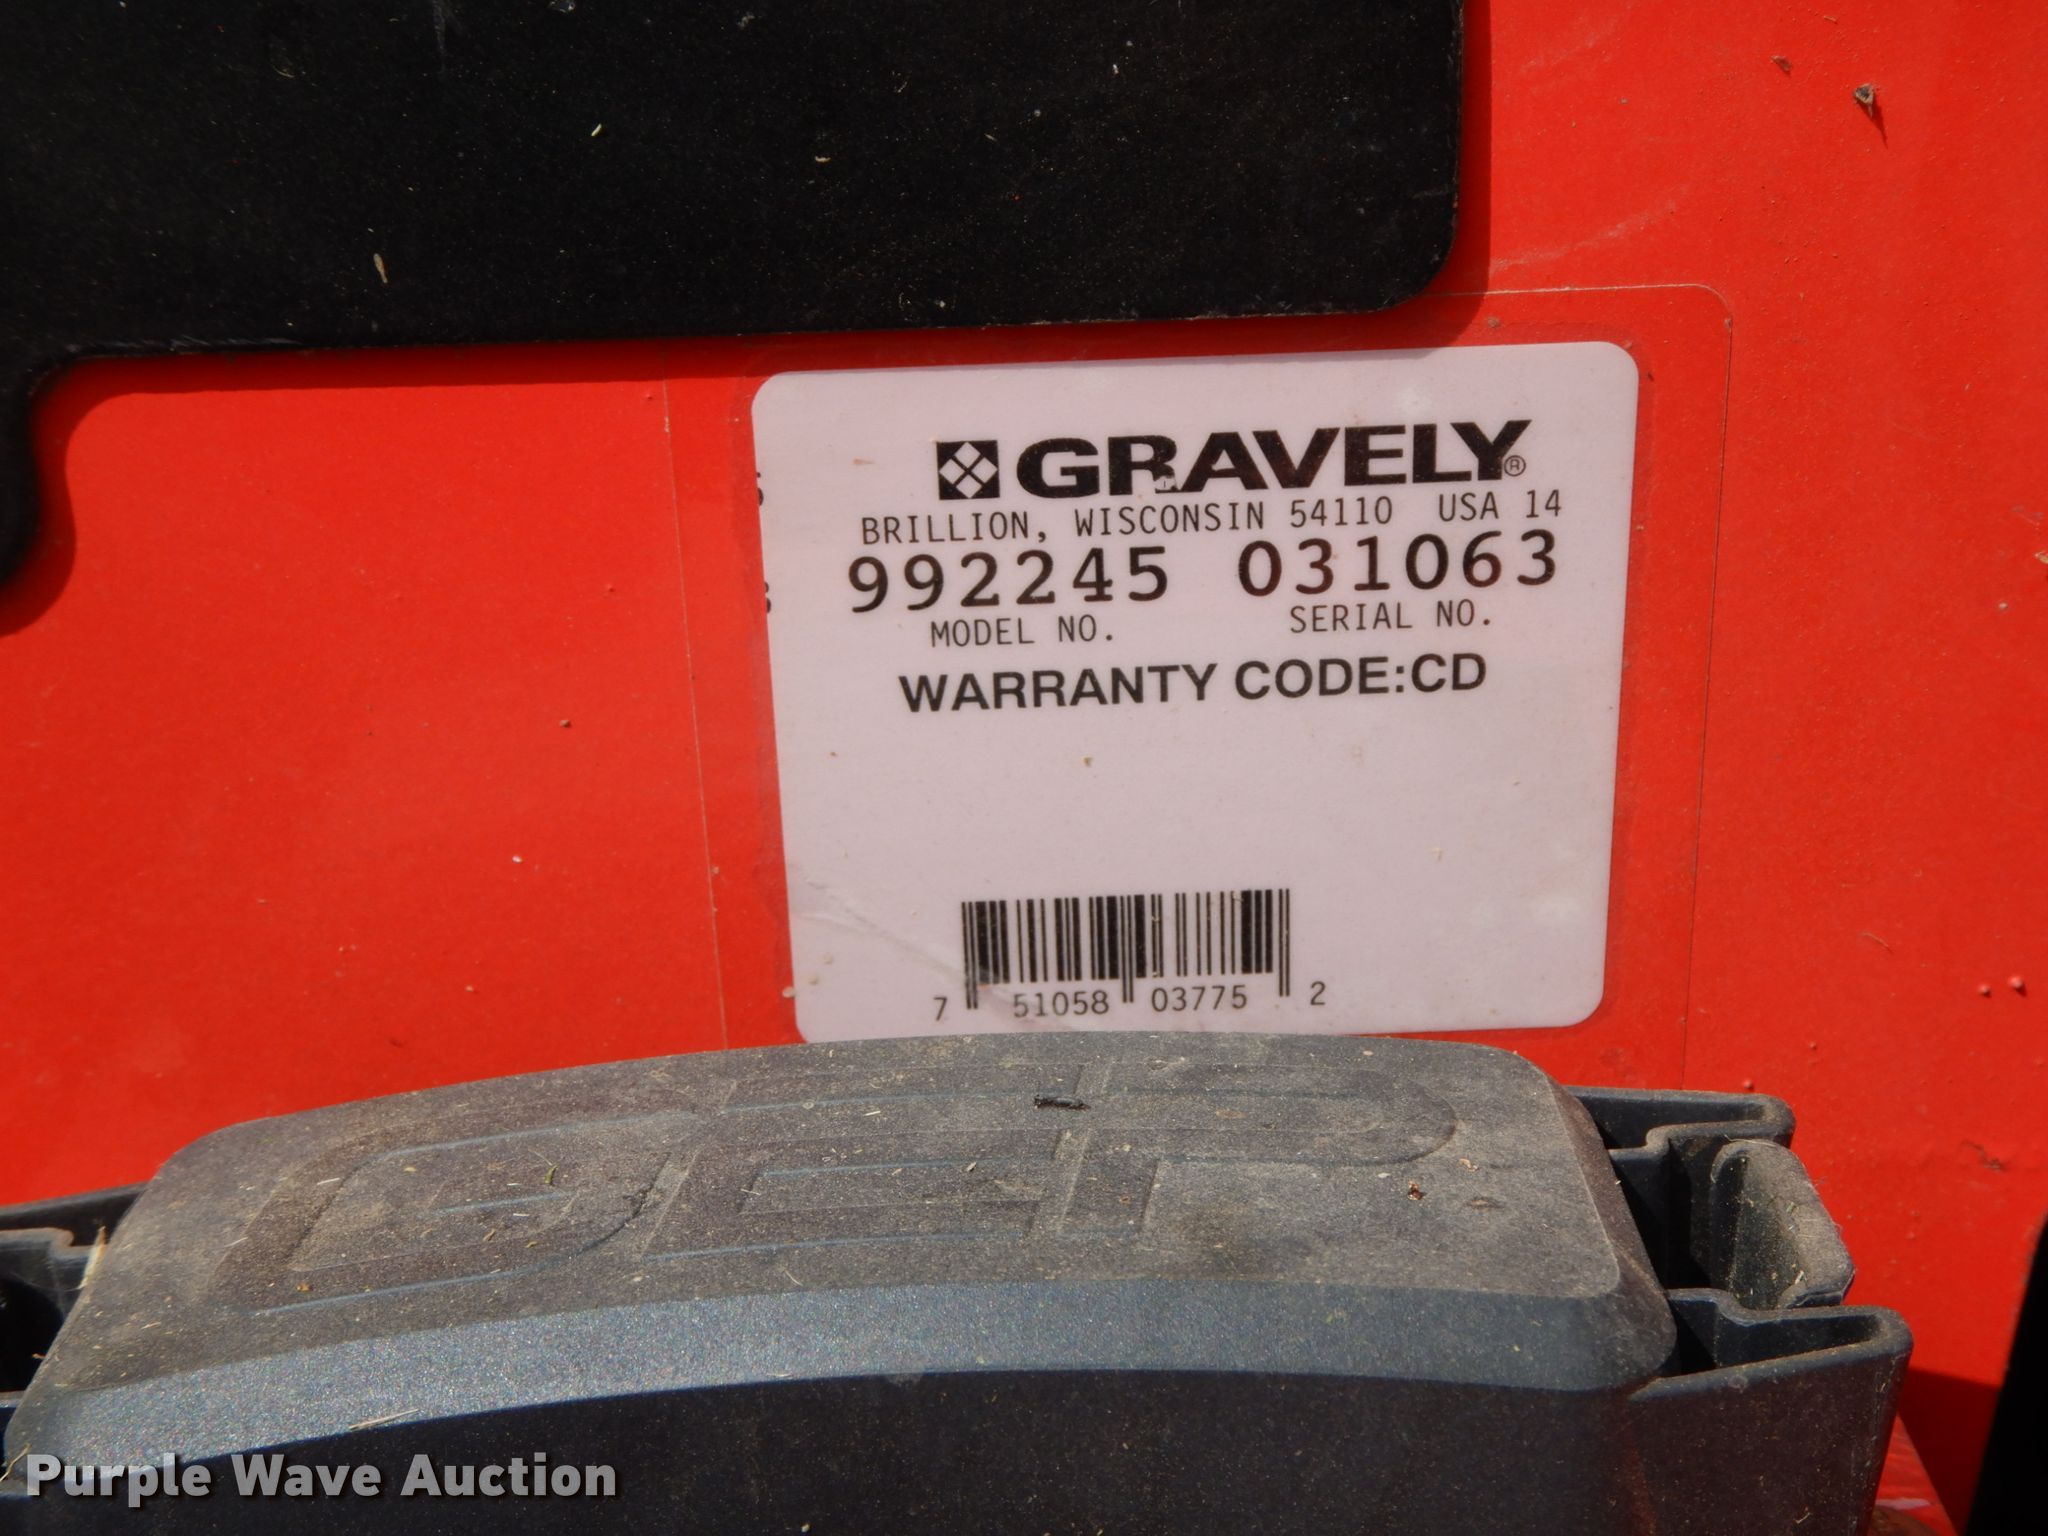 GRAVELY®
BRILLION, WISCONSIN 54110 USA 14
992245 031063
MODEL NO. SERIAL NO.
WARRANTY CODE:CD
7 51058 03775 2
Purple Wave Auction